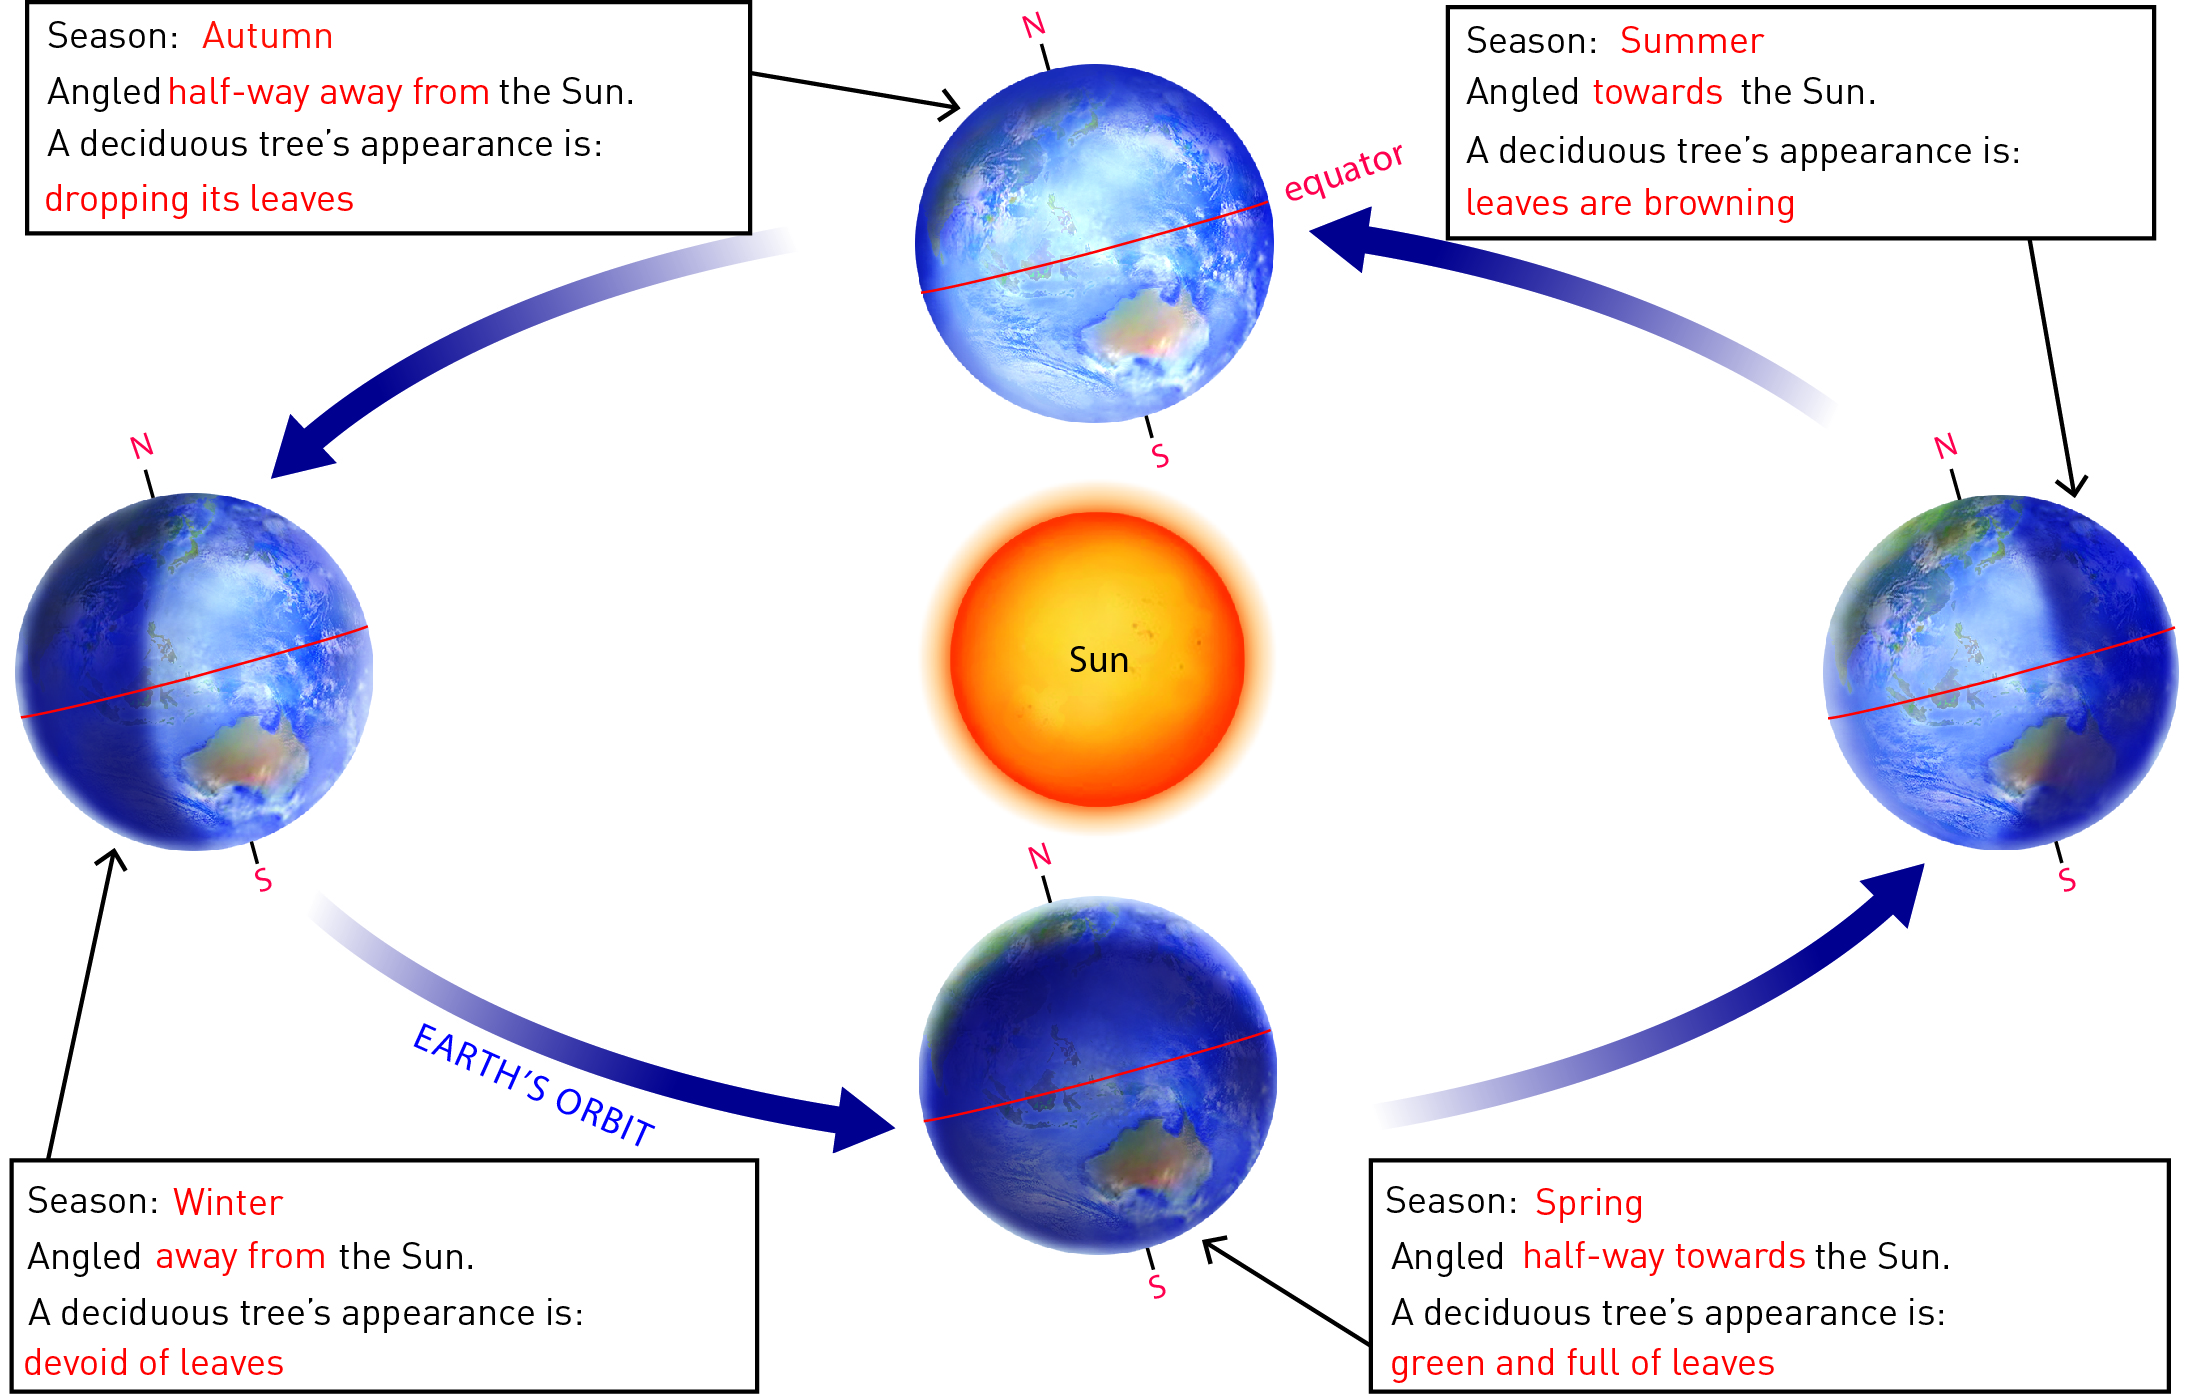 Season: Autumn
Angled half-way away from the Sun.
A deciduous tree's appearance is:
dropping its leaves
Season: Summer
Angled towards the Sun.
A deciduous tree's appearance is:
leaves are browning
N
equator
S
N
S
Sun
N
S
N
S
EARTH'S ORBIT
Season: Winter
Angled away from the Sun.
A deciduous tree's appearance is:
devoid of leaves
Season: Spring
Angled half-way towards the Sun.
A deciduous tree's appearance is:
green and full of leaves